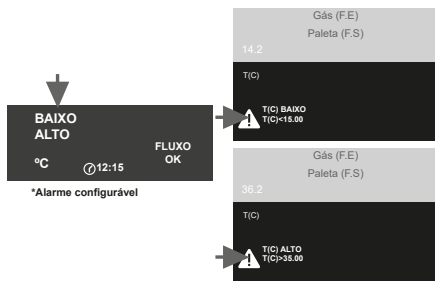 BAIXO
ALTO
ºC
12:15
FLUXO
OK
*Alarme configurável
Gás (F.E)
Paleta (F.S)
14.2
T(C)
T(C) BAIXO
T(C)<15.00
Gás (F.E)
Paleta (F.S)
36.2
T(C)
T(C) ALTO
T(C)>35.00